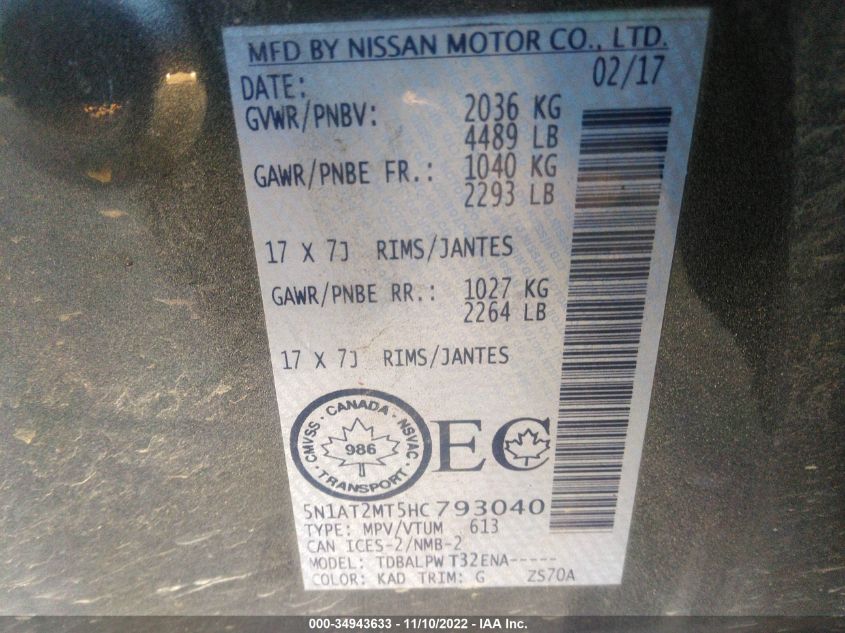 MFD BY NISSAN MOTOR CO., LTD.
DATE: 02/17
GVWR/PNBV: 2036 KG
4489 LB
GAWR/PNBE FR.: 1040 KG
2293 LB
17 X 7J RIMS/JANTES
GAWR/PNBE RR.: 1027 KG
2264 LB
17 X 7J RIMS/JANTES
CMVSS · CANADA · NSVAC · TRANSPORT ·
986
EC
5N1AT2MT5HC793040
TYPE: MPV/VTUM 613
CAN ICES-2/NMB-2
MODEL: TDBALPW T32ENA-----
COLOR: KAD TRIM: G ZS70A
000-34943633 - 11/10/2022 - IAA Inc.